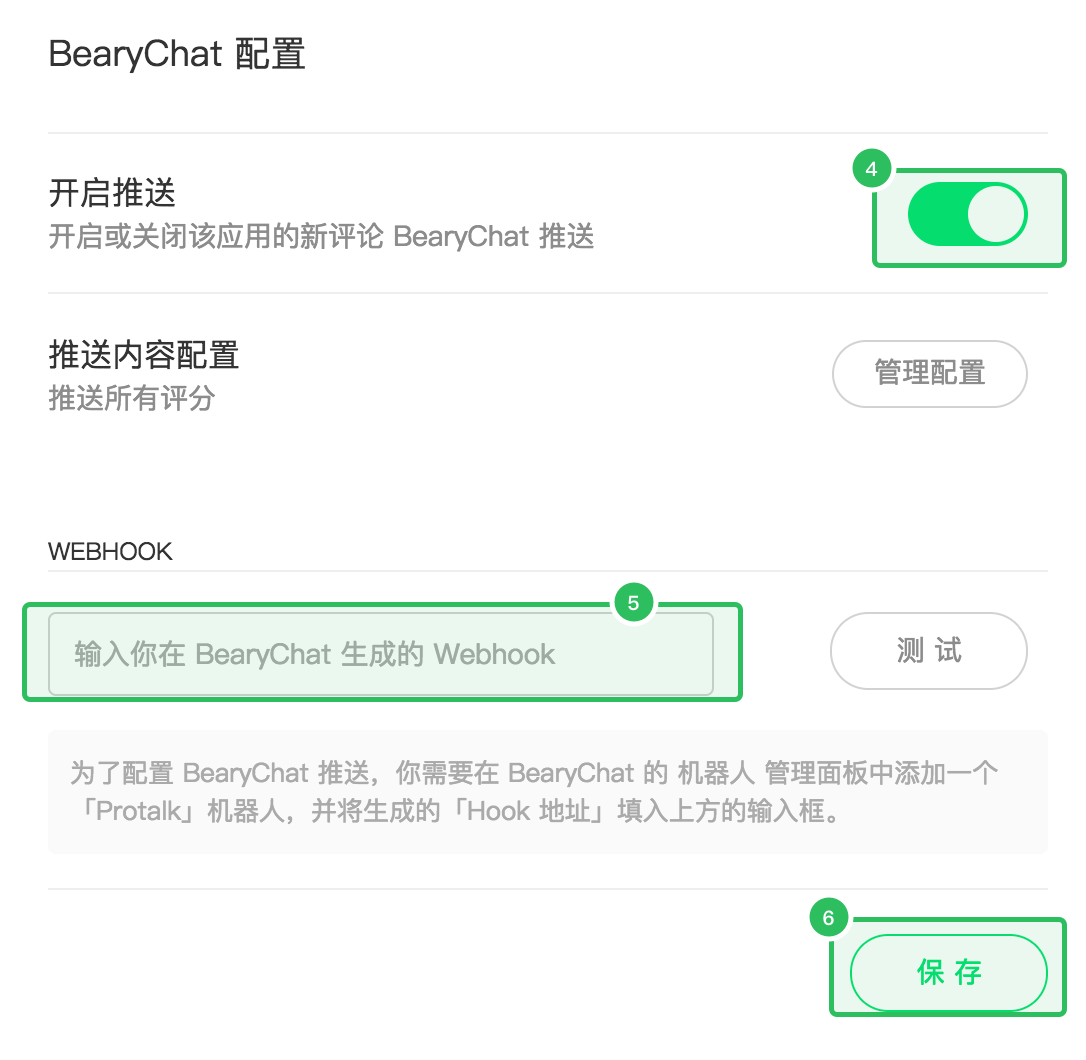 BearyChat 配置
4
开启推送
开启或关闭该应用的新评论 BearyChat 推送
推送内容配置
管理配置
推送所有评分
WEBHOOK
5
输入你在 BearyChat 生成的 Webhook
测 试
为了配置 BearyChat 推送，你需要在 BearyChat 的 机器人 管理面板中添加一个
「Protalk」机器人，并将生成的「Hook 地址」填入上方的输入框。
6
保 存